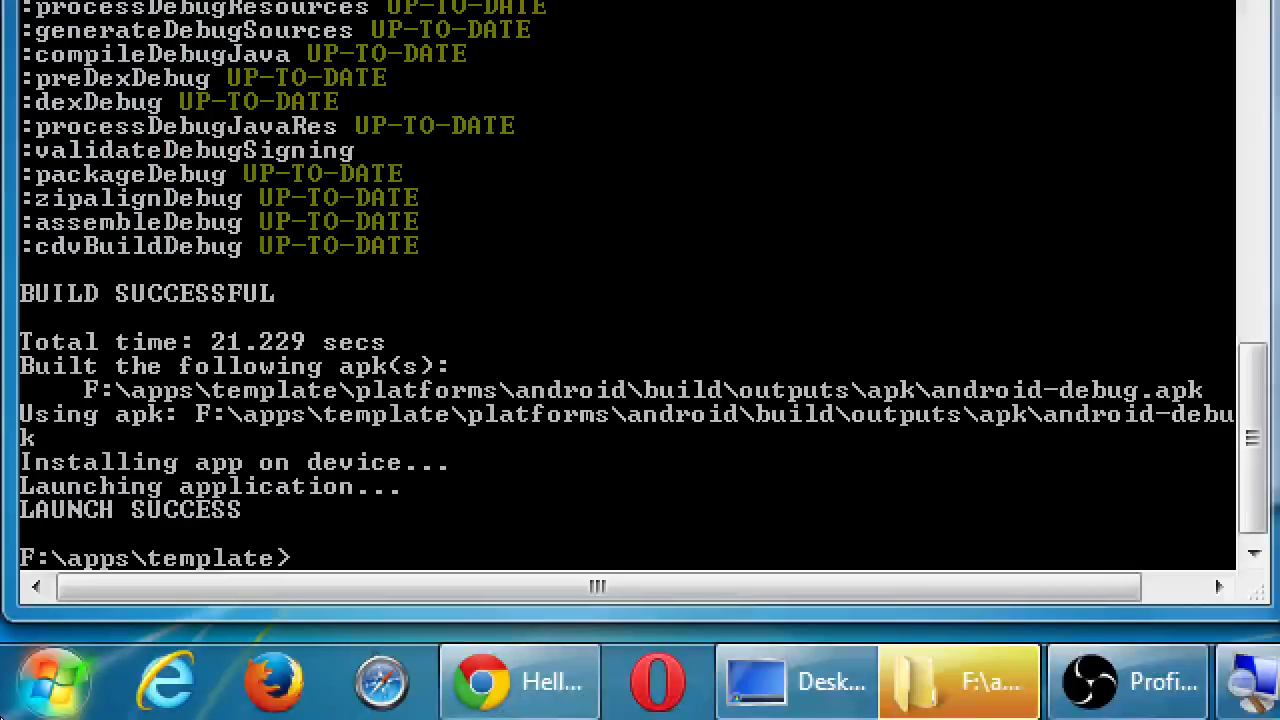 :processDebugResources UP-TO-DATE
:generateDebugSources UP-TO-DATE
:compileDebugJava UP-TO-DATE
:preDexDebug UP-TO-DATE
:dexDebug UP-TO-DATE
:processDebugJavaRes UP-TO-DATE
:validateDebugSigning
:packageDebug UP-TO-DATE
:zipalignDebug UP-TO-DATE
:assembleDebug UP-TO-DATE
:cdvBuildDebug UP-TO-DATE
BUILD SUCCESSFUL
Total time: 21.229 secs
Built the following apk(s):
F:\apps\template\platforms\android\build\outputs\apk\android-debug.apk
Using apk: F:\apps\template\platforms\android\build\outputs\apk\android-debu
k
Installing app on device...
Launching application...
LAUNCH SUCCESS
F:\apps\template>
Hell... Desk... F:\a... Profi...